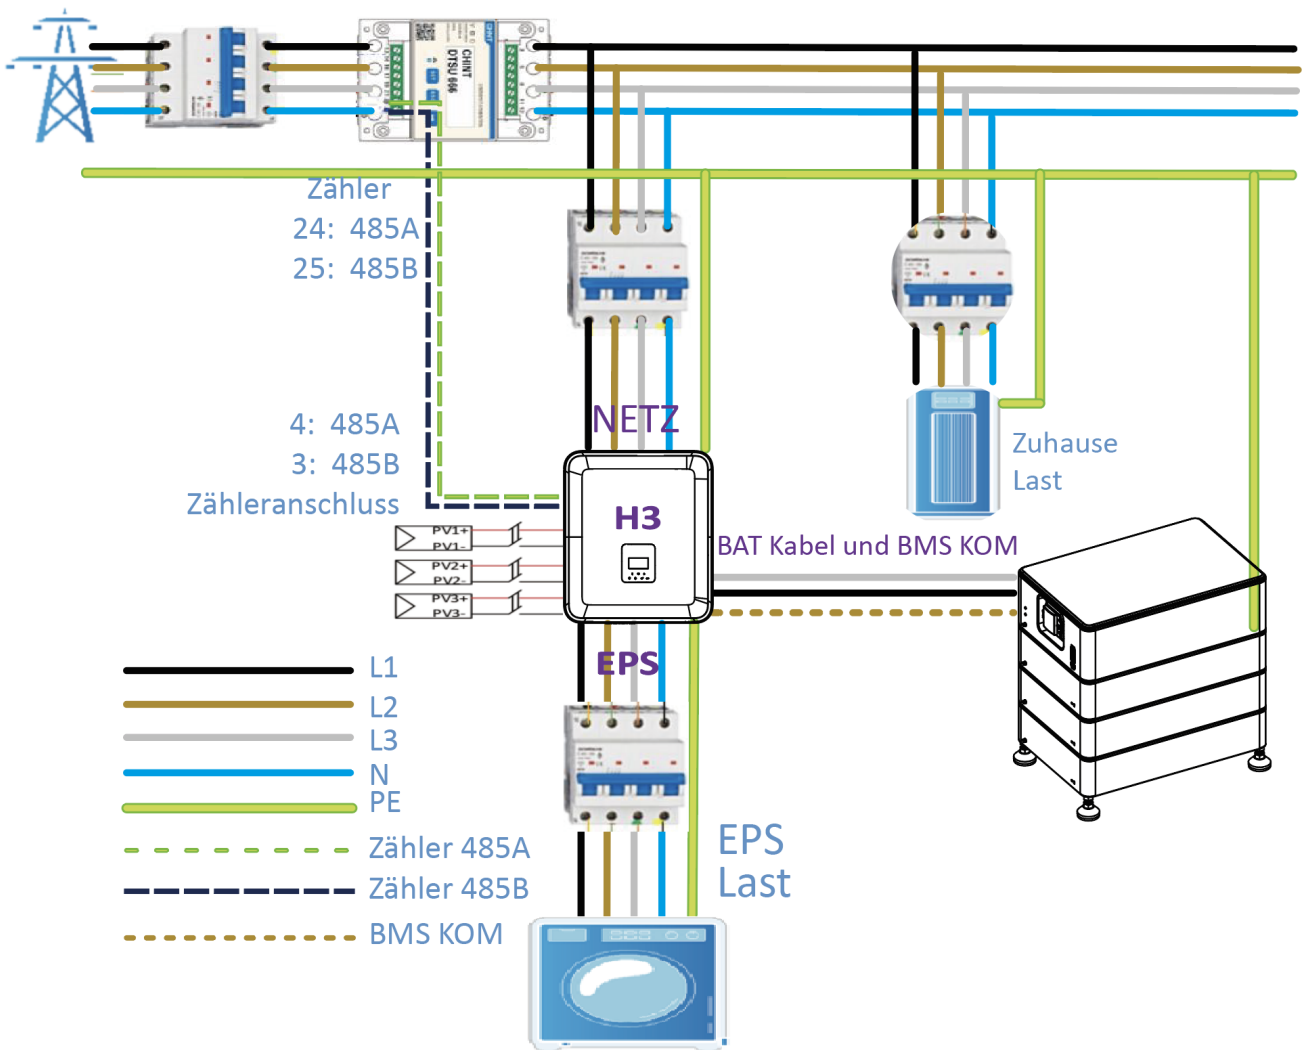 CHINT
DTSU 666
Zähler
24: 485A
25: 485B
4: 485A
3: 485B
Zähleranschluss
NETZ
H3
PV1+
PV1-
PV2+
PV2-
PV3+
PV3-
Zuhause
Last
BAT Kabel und BMS KOM
EPS
L1
L2
L3
N
PE
Zähler 485A
Zähler 485B
BMS KOM
EPS
Last